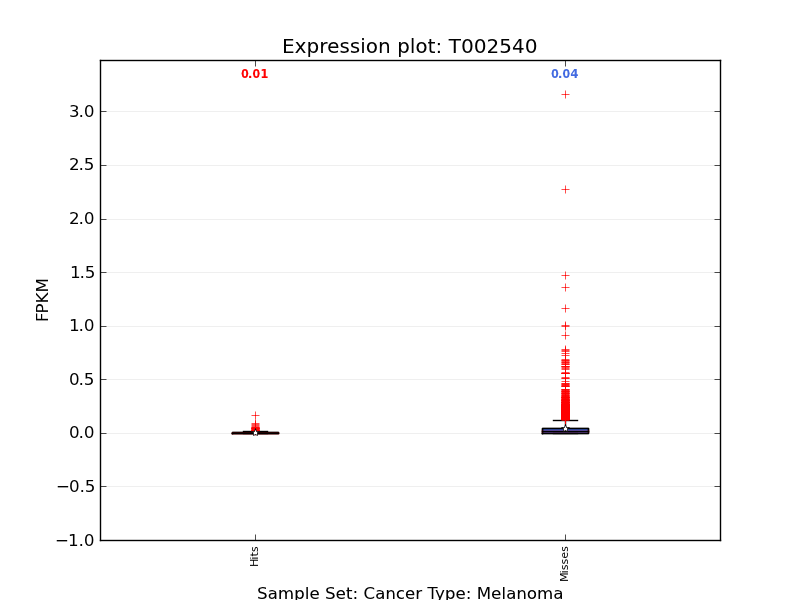 Expression plot: T002540
0.01 0.04
3.0
2.5
2.0
1.5
1.0
0.5
0.0
−0.5
−1.0
FPKM
Hits
Misses
Sample Set: Cancer Type: Melanoma